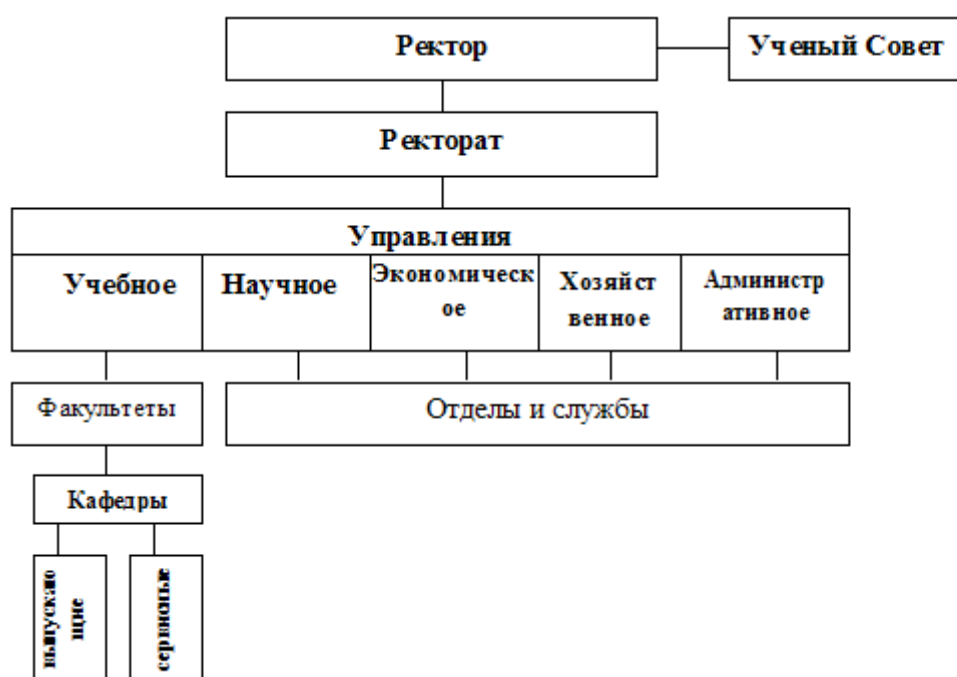 Ректор
Ученый Совет
Ректорат
Управления
Учебное
Научное
Экономическ
ое
Хозяйст
венное
Администр
ативное
Факультеты
Отделы и службы
Кафедры
выпускаю
щие
сервисные